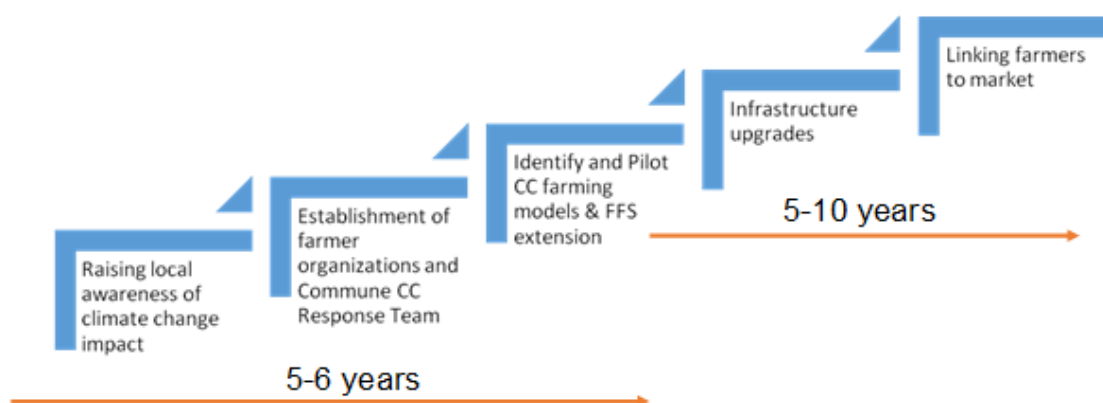 Raising local
awareness of
climate change
impact
Establishment of
farmer
organizations and
Commune CC
Response Team
Identify and Pilot
CC farming
models & FFS
extension
Infrastructure
upgrades
Linking farmers
to market
5-6 years
5-10 years